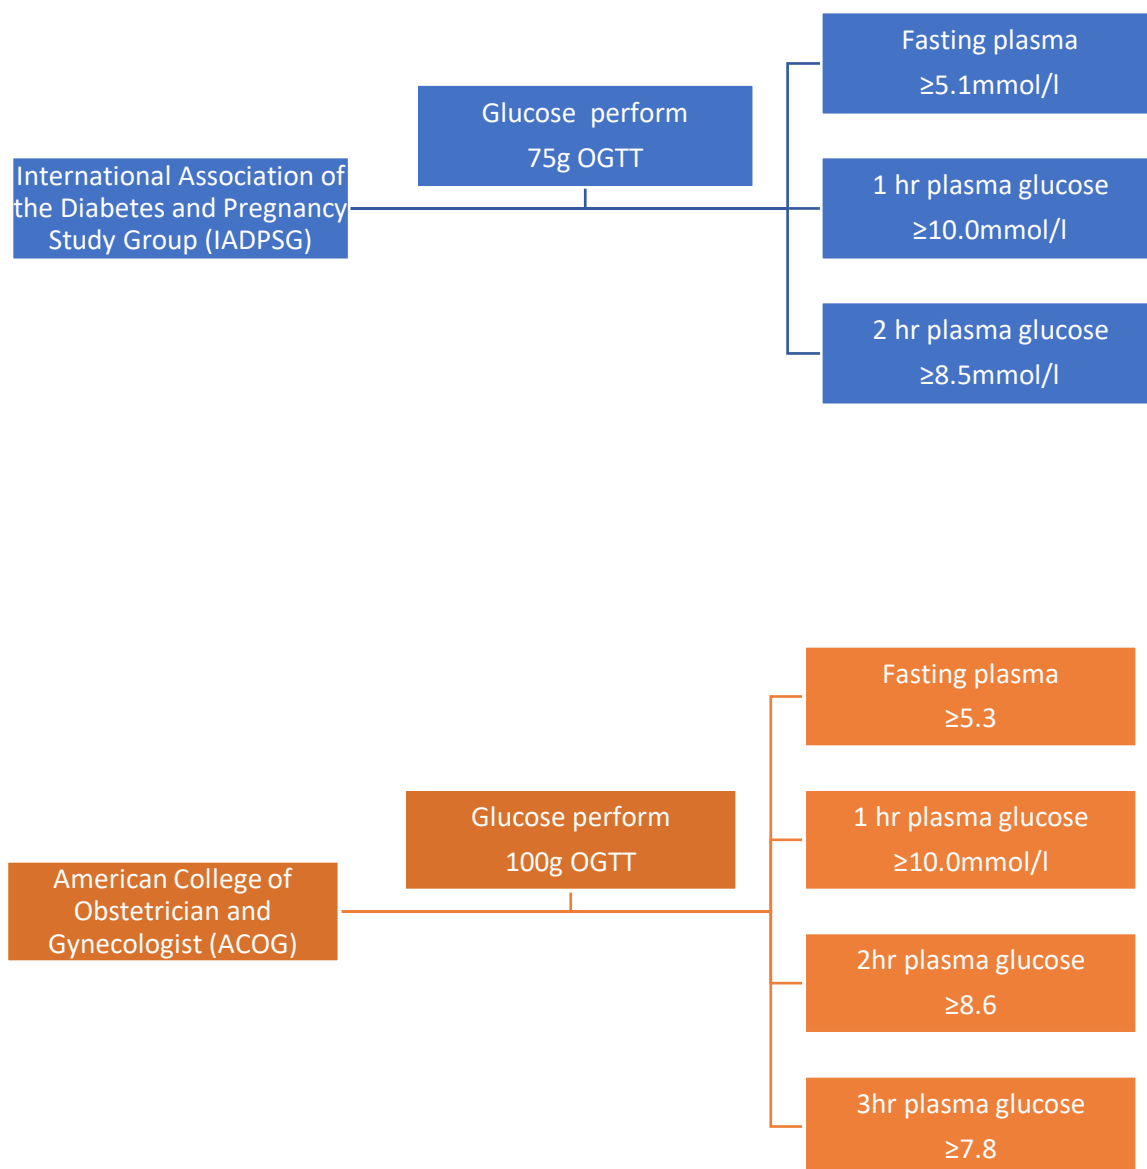 International Association of
the Diabetes and Pregnancy
Study Group (IADPSG)
Glucose perform
75g OGTT
Fasting plasma
≥5.1mmol/l
1 hr plasma glucose
≥10.0mmol/l
2 hr plasma glucose
≥8.5mmol/l
American College of
Obstetrician and
Gynecologist (ACOG)
Glucose perform
100g OGTT
Fasting plasma
≥5.3
1 hr plasma glucose
≥10.0mmol/l
2hr plasma glucose
≥8.6
3hr plasma glucose
≥7.8